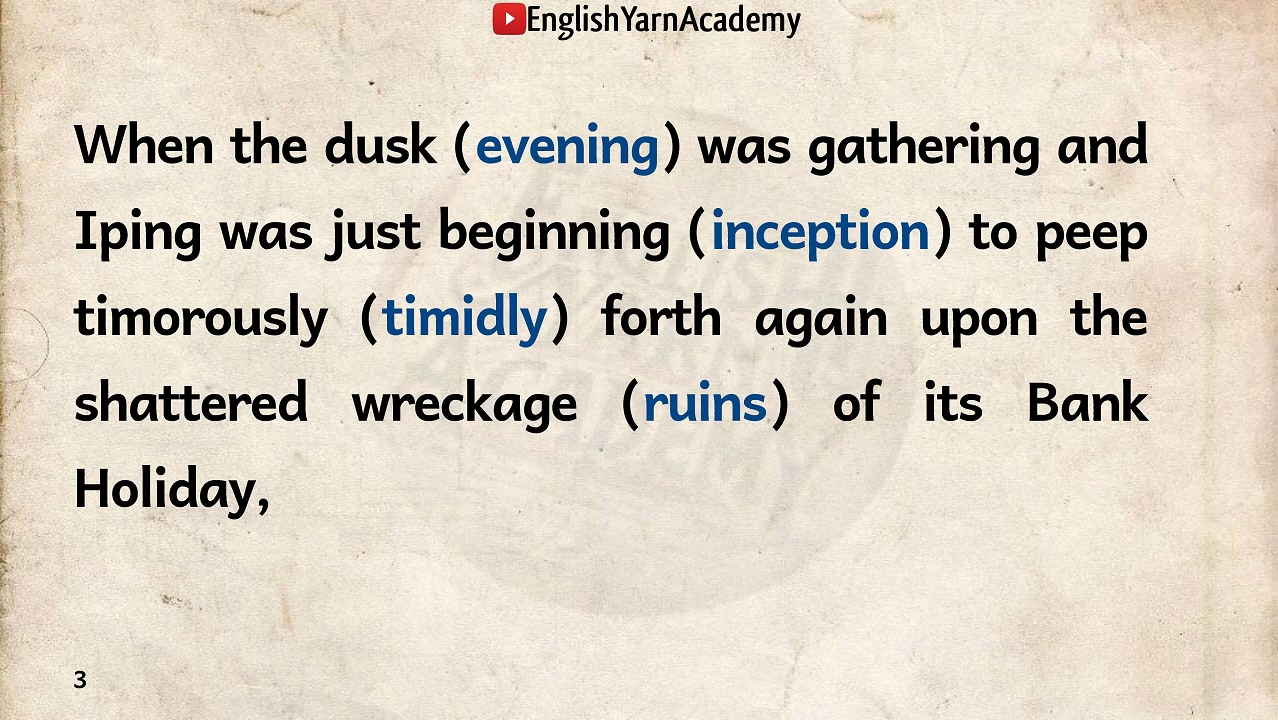 EnglishYarnAcademy
When the dusk (evening) was gathering and
Iping was just beginning (inception) to peep
timorously (timidly) forth again upon the
shattered wreckage (ruins) of its Bank
Holiday,
3